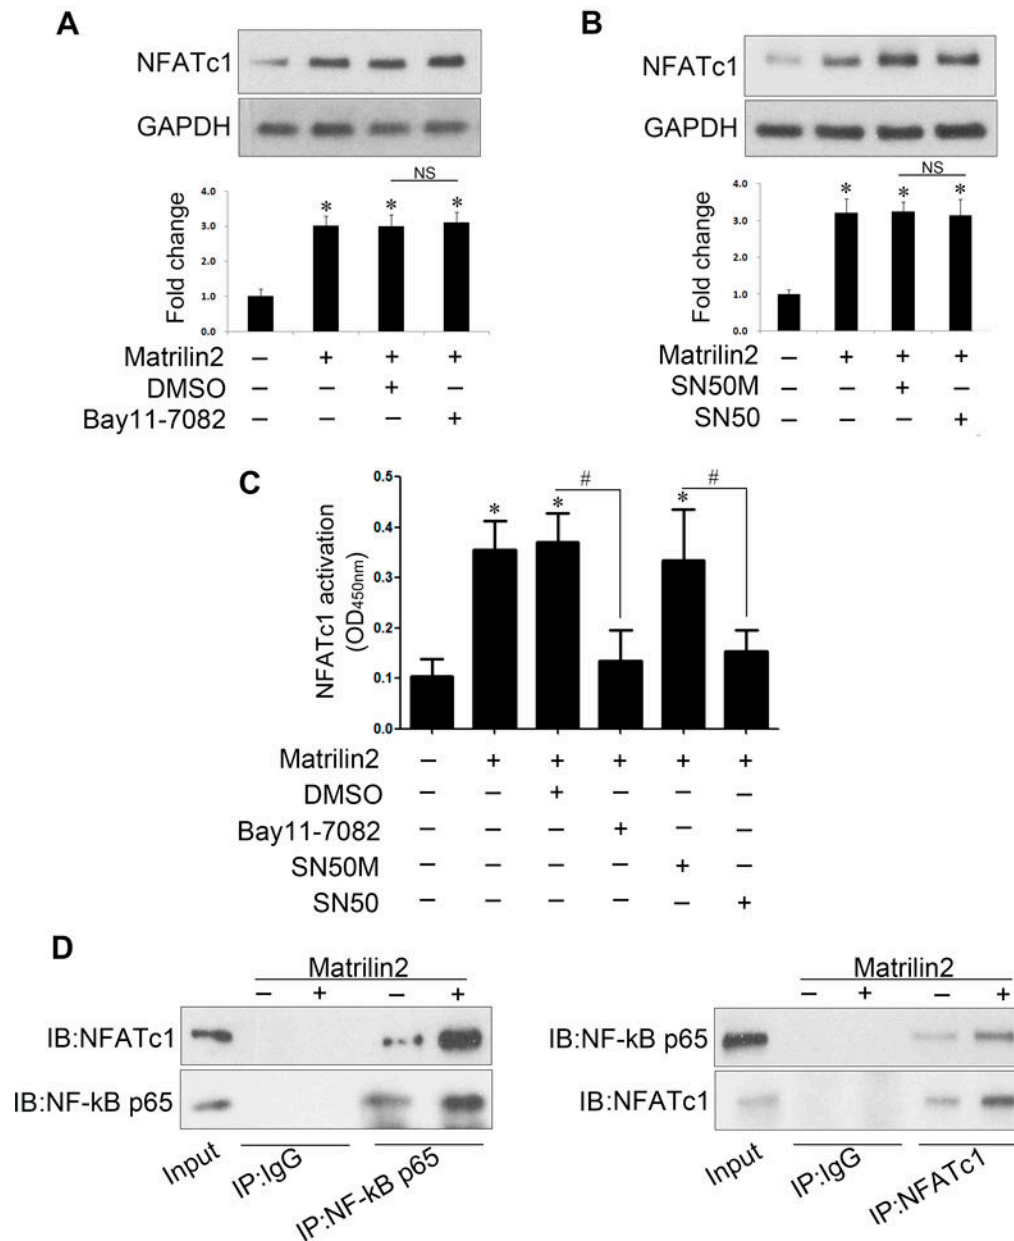 A
NFATc1
GAPDH
NS
* * *
Fold change
4.0
3.0
2.0
1.0
0.0
Matrilin2 – + + +
DMSO – – + –
Bay11-7082 – – – +
B
NFATc1
GAPDH
NS
* * *
Fold change
4.0
3.0
2.0
1.0
0.0
Matrilin2 – + + +
SN50M – – + –
SN50 – – – +
C
# #
* * *
NFATc1 activation
(OD450nm)
0.5
0.4
0.3
0.2
0.1
0.0
Matrilin2 – + + + + +
DMSO – – + – – –
Bay11-7082 – – – + – –
SN50M – – – – + –
SN50 – – – – – +
D
Matrilin2
– + – +
IB:NFATc1
IB:NF-kB p65
Input IP:IgG IP:NF-kB p65
Matrilin2
– + – +
IB:NF-kB p65
IB:NFATc1
Input IP:IgG IP:NFATc1